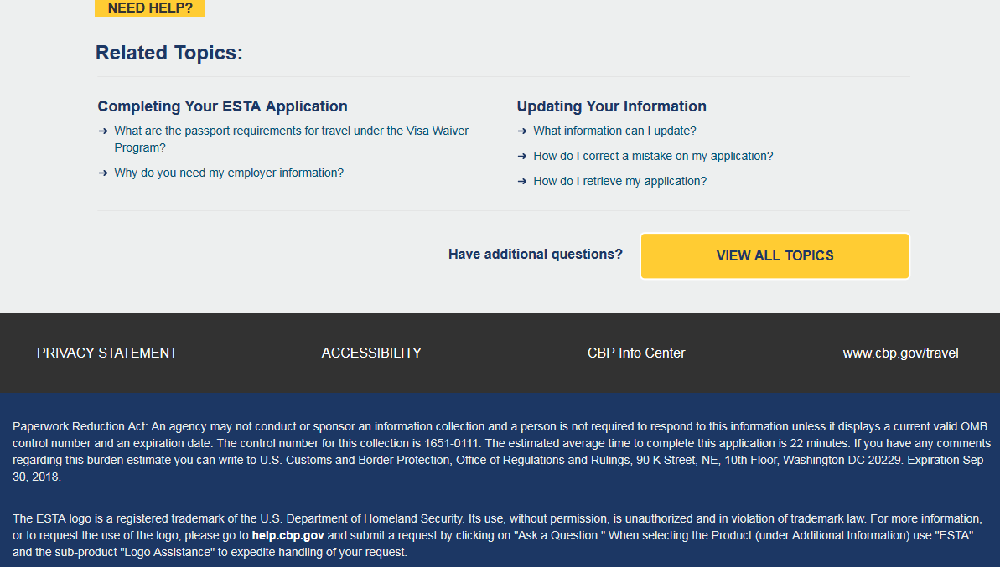 NEED HELP?
Related Topics:
Completing Your ESTA Application
➔ What are the passport requirements for travel under the Visa Waiver
Program?
➔ Why do you need my employer information?
Updating Your Information
➔ What information can I update?
➔ How do I correct a mistake on my application?
➔ How do I retrieve my application?
Have additional questions?
VIEW ALL TOPICS
PRIVACY STATEMENT
ACCESSIBILITY
CBP Info Center
www.cbp.gov/travel
Paperwork Reduction Act: An agency may not conduct or sponsor an information collection and a person is not required to respond to this information unless it displays a current valid OMB
control number and an expiration date. The control number for this collection is 1651-0111. The estimated average time to complete this application is 22 minutes. If you have any comments
regarding this burden estimate you can write to U.S. Customs and Border Protection, Office of Regulations and Rulings, 90 K Street, NE, 10th Floor, Washington DC 20229. Expiration Sep
30, 2018.
The ESTA logo is a registered trademark of the U.S. Department of Homeland Security. Its use, without permission, is unauthorized and in violation of trademark law. For more information,
or to request the use of the logo, please go to help.cbp.gov and submit a request by clicking on "Ask a Question." When selecting the Product (under Additional Information) use "ESTA"
and the sub-product "Logo Assistance" to expedite handling of your request.